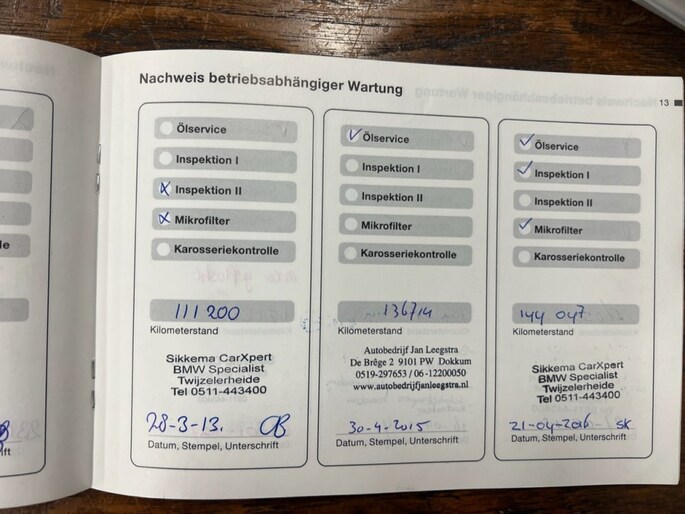 Nachweis betriebsabhängiger Wartung
13
Ölservice
Inspektion I
Inspektion II
Mikrofilter
Karosseriekontrolle
111 200
Kilometerstand
Sikkema CarXpert
BMW Specialist
Twijzelerheide
Tel 0511-443400
28-3-13.
Datum, Stempel, Unterschrift
Ölservice
Inspektion I
Inspektion II
Mikrofilter
Karosseriekontrolle
136714
Kilometerstand
Autobedrijf Jan Leegstra
De Brêge 2 9101 PW Dokkum
0519-297653 / 06-12200050
www.autobedrijfjanleegstra.nl
30-4-2015
Datum, Stempel, Unterschrift
Ölservice
Inspektion I
Inspektion II
Mikrofilter
Karosseriekontrolle
144 047
Kilometerstand
Sikkema CarXpert
BMW Specialist
Twijzelerheide
Tel 0511-443400
21-04-2016 SK
Datum, Stempel, Unterschrift